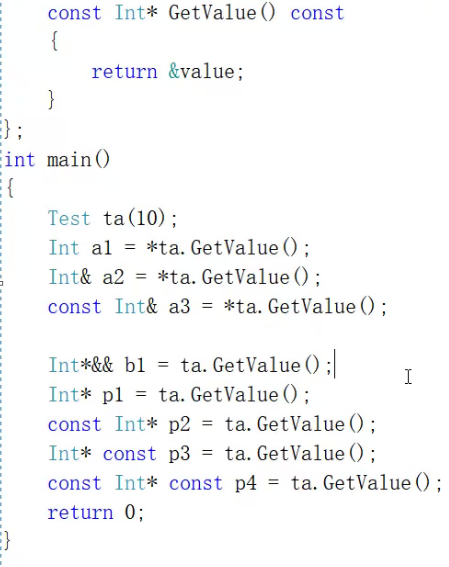 const Int* GetValue() const
{
return &value;
}
};
int main()
{
Test ta(10);
Int a1 = *ta.GetValue();
Int& a2 = *ta.GetValue();
const Int& a3 = *ta.GetValue();
Int*&& b1 = ta.GetValue();
Int* p1 = ta.GetValue();
const Int* p2 = ta.GetValue();
Int* const p3 = ta.GetValue();
const Int* const p4 = ta.GetValue();
return 0;
}